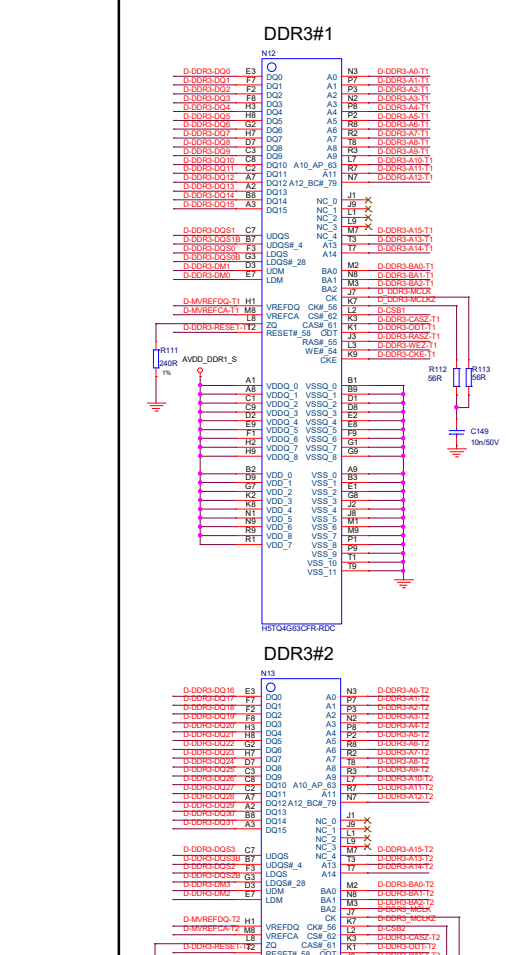 DDR3#1
N12
D-DDR3-DQ0 E3 DQ0 A0 N3 D-DDR3-A0-T1
D-DDR3-DQ1 F7 DQ1 A1 P7 D-DDR3-A1-T1
D-DDR3-DQ2 F2 DQ2 A2 P3 D-DDR3-A2-T1
D-DDR3-DQ3 F8 DQ3 A3 N2 D-DDR3-A3-T1
D-DDR3-DQ4 H3 DQ4 A4 P8 D-DDR3-A4-T1
D-DDR3-DQ5 H8 DQ5 A5 P2 D-DDR3-A5-T1
D-DDR3-DQ6 G2 DQ6 A6 R8 D-DDR3-A6-T1
D-DDR3-DQ7 H7 DQ7 A7 R2 D-DDR3-A7-T1
D-DDR3-DQ8 D7 DQ8 A8 T8 D-DDR3-A8-T1
D-DDR3-DQ9 C3 DQ9 A9 R3 D-DDR3-A9-T1
D-DDR3-DQ10 C8 DQ10 A10_AP_63 L7 D-DDR3-A10-T1
D-DDR3-DQ11 C2 DQ11 A11 R7 D-DDR3-A11-T1
D-DDR3-DQ12 A7 DQ12 A12_BC#_79 N7 D-DDR3-A12-T1
D-DDR3-DQ13 A2 DQ13
D-DDR3-DQ14 B8 DQ14 NC_0 J1
D-DDR3-DQ15 A3 DQ15 NC_1 J9
NC_2 L1
NC_3 L9
D-DDR3-DQS1 C7 UDQS NC_4 M7 D-DDR3-A15-T1
D-DDR3-DQS1B B7 UDQS#_4 A13 T3 D-DDR3-A13-T1
D-DDR3-DQS0 F3 LDQS A14 T7 D-DDR3-A14-T1
D-DDR3-DQS0B G3 LDQS#_28
D-DDR3-DM1 D3 UDM BA0 M2 D-DDR3-BA0-T1
D-DDR3-DM0 E7 LDM BA1 N8 D-DDR3-BA1-T1
BA2 M3 D-DDR3-BA2-T1
CK J7 D_DDR3-MCLK
D-MVREFDQ-T1 H1 VREFDQ CK#_56 K7 D_DDR3-MCLKZ
D-MVREFCA-T1 M8 VREFCA CS#_62 L2 D-CSB1
L8 ZQ CAS#_61 K3 D-DDR3-CASZ-T1
D-DDR3-RESET-T1 T2 RESET#_58 ODT K1 D-DDR3-ODT-T1
RAS#_55 J3 D-DDR3-RASZ-T1
WE#_54 L3 D-DDR3-WEZ-T1
CKE K9 D-DDR3-CKE-T1
R111
240R
1%
AVDD_DDR1_S
R112
56R
R113
56R
C149
10n/50V
A1 VDDQ_0 VSSQ_0 B1
A8 VDDQ_1 VSSQ_1 B9
C1 VDDQ_2 VSSQ_2 D1
C9 VDDQ_3 VSSQ_3 D8
D2 VDDQ_4 VSSQ_4 E2
E9 VDDQ_5 VSSQ_5 E8
F1 VDDQ_6 VSSQ_6 F9
H2 VDDQ_7 VSSQ_7 G1
H9 VDDQ_8 VSSQ_8 G9
B2 VDD_0 VSS_0 A9
D9 VDD_1 VSS_1 B3
G7 VDD_2 VSS_2 E1
K2 VDD_3 VSS_3 G8
K8 VDD_4 VSS_4 J2
N1 VDD_5 VSS_5 J8
N9 VDD_6 VSS_6 M1
R9 VDD_8 VSS_7 M9
R1 VDD_7 VSS_8 P1
VSS_9 P9
VSS_10 T1
VSS_11 T9
H5TQ4G63CFR-RDC
DDR3#2
N13
D-DDR3-DQ16 E3 DQ0 A0 N3 D-DDR3-A0-T2
D-DDR3-DQ17 F7 DQ1 A1 P7 D-DDR3-A1-T2
D-DDR3-DQ18 F2 DQ2 A2 P3 D-DDR3-A2-T2
D-DDR3-DQ19 F8 DQ3 A3 N2 D-DDR3-A3-T2
D-DDR3-DQ20 H3 DQ4 A4 P8 D-DDR3-A4-T2
D-DDR3-DQ21 H8 DQ5 A5 P2 D-DDR3-A5-T2
D-DDR3-DQ22 G2 DQ6 A6 R8 D-DDR3-A6-T2
D-DDR3-DQ23 H7 DQ7 A7 R2 D-DDR3-A7-T2
D-DDR3-DQ24 D7 DQ8 A8 T8 D-DDR3-A8-T2
D-DDR3-DQ25 C3 DQ9 A9 R3 D-DDR3-A9-T2
D-DDR3-DQ26 C8 DQ10 A10_AP_63 L7 D-DDR3-A10-T2
D-DDR3-DQ27 C2 DQ11 A11 R7 D-DDR3-A11-T2
D-DDR3-DQ28 A7 DQ12 A12_BC#_79 N7 D-DDR3-A12-T2
D-DDR3-DQ29 A2 DQ13
D-DDR3-DQ30 B8 DQ14 NC_0 J1
D-DDR3-DQ31 A3 DQ15 NC_1 J9
NC_2 L1
NC_3 L9
D-DDR3-DQS3 C7 UDQS NC_4 M7 D-DDR3-A15-T2
D-DDR3-DQS3B B7 UDQS#_4 A13 T3 D-DDR3-A13-T2
D-DDR3-DQS2 F3 LDQS A14 T7 D-DDR3-A14-T2
D-DDR3-DQS2B G3 LDQS#_28
D-DDR3-DM3 D3 UDM BA0 M2 D-DDR3-BA0-T2
D-DDR3-DM2 E7 LDM BA1 N8 D-DDR3-BA1-T2
BA2 M3 D-DDR3-BA2-T2
CK J7 D-DDR3_MCLK
D-MVREFDQ-T2 H1 VREFDQ CK#_56 K7 D-DDR3_MCLKZ
D-MVREFCA-T2 M8 VREFCA CS#_62 L2 D-CSB2
L8 ZQ CAS#_61 K3 D-DDR3-CASZ-T2
D-DDR3-RESET-T2 T2 RESET#_58 ODT K1 D-DDR3-ODT-T2